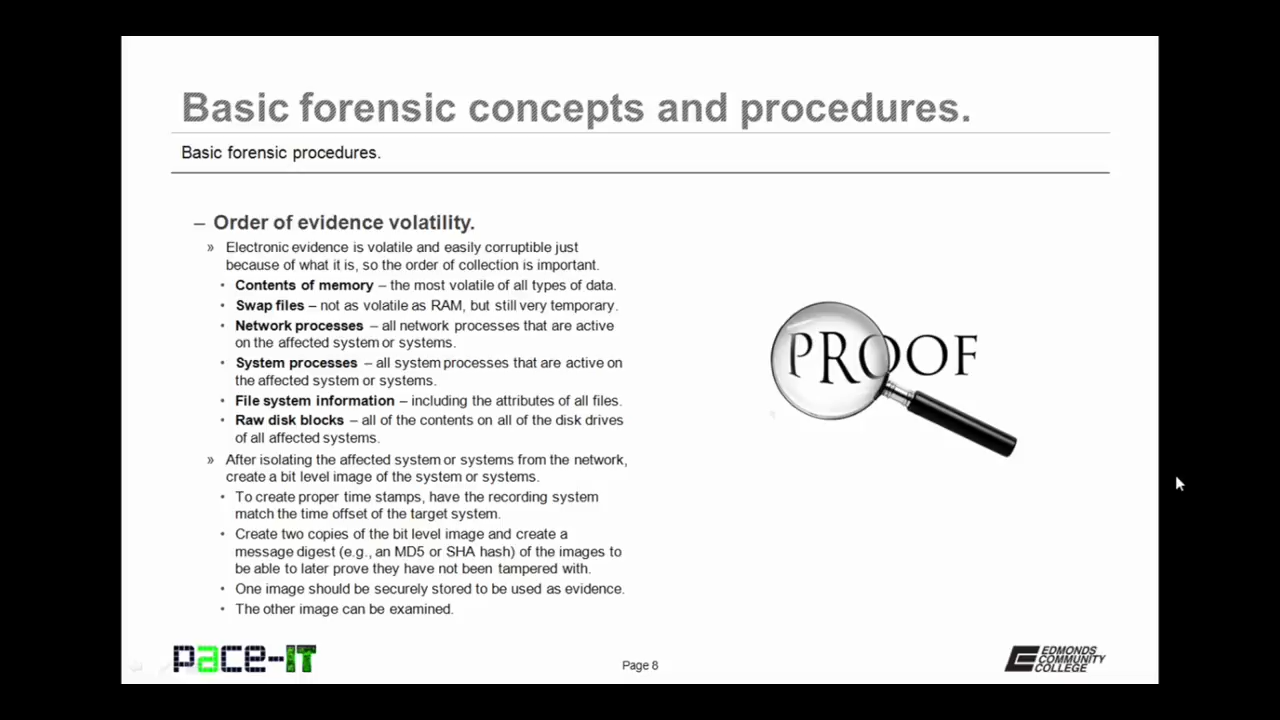 Basic forensic concepts and procedures.
Basic forensic procedures.
– Order of evidence volatility.
» Electronic evidence is volatile and easily corruptible just
because of what it is, so the order of collection is important.
• Contents of memory – the most volatile of all types of data.
• Swap files – not as volatile as RAM, but still very temporary.
• Network processes – all network processes that are active
on the affected system or systems.
• System processes – all system processes that are active on
the affected system or systems.
• File system information – including the attributes of all files.
• Raw disk blocks – all of the contents on all of the disk drives
of all affected systems.
» After isolating the affected system or systems from the network,
create a bit level image of the system or systems.
• To create proper time stamps, have the recording system
match the time offset of the target system.
• Create two copies of the bit level image and create a
message digest (e.g., an MD5 or SHA hash) of the images to
be able to later prove they have not been tampered with.
• One image should be securely stored to be used as evidence.
• The other image can be examined.
PROOF
pace-IT
Page 8
EDMONDS
COMMUNITY
COLLEGE